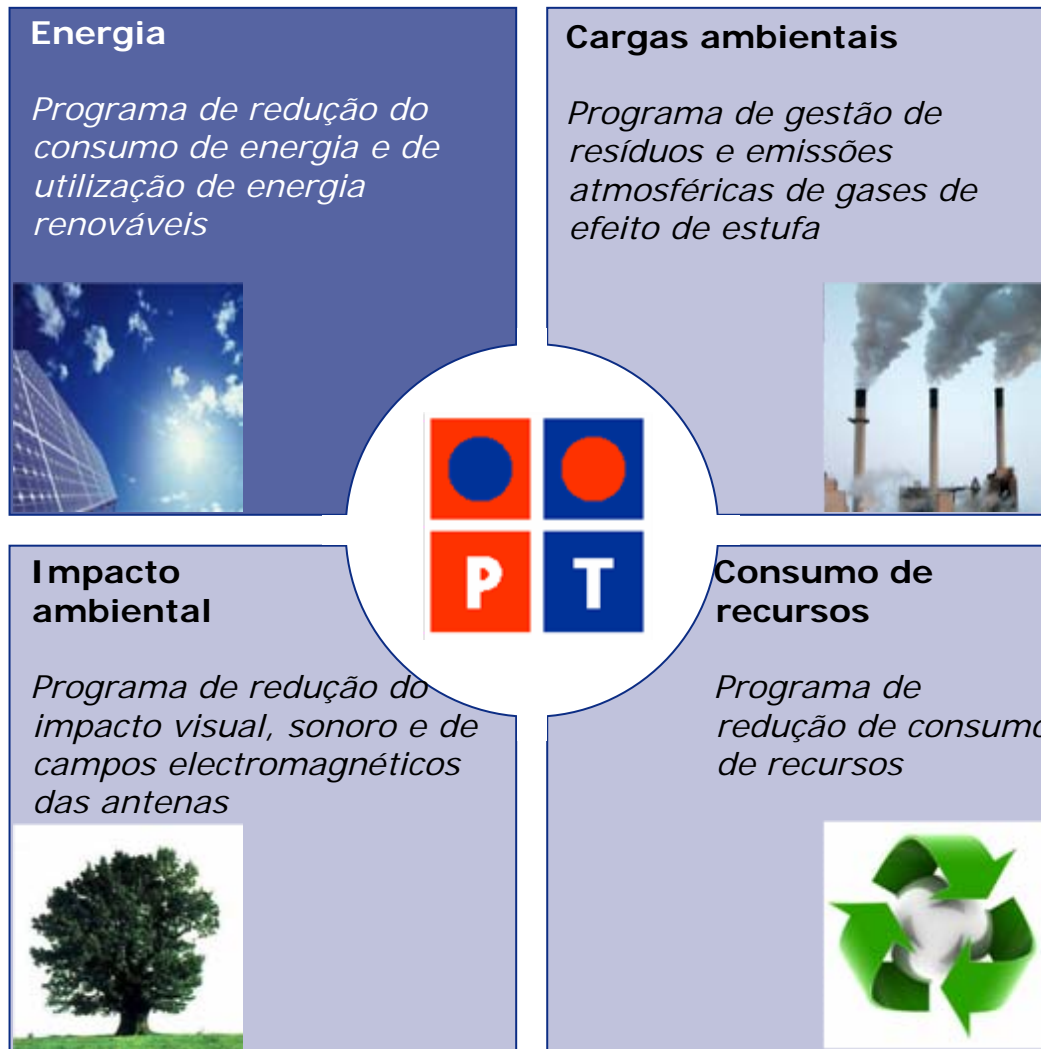 Energia
Programa de redução do
consumo de energia e de
utilização de energia
renováveis
Cargas ambientais
Programa de gestão de
resíduos e emissões
atmosféricas de gases de
efeito de estufa
P T
Impacto
ambiental
Programa de redução do
impacto visual, sonoro e de
campos electromagnéticos
das antenas
Consumo de
recursos
Programa de
redução de consumo
de recursos